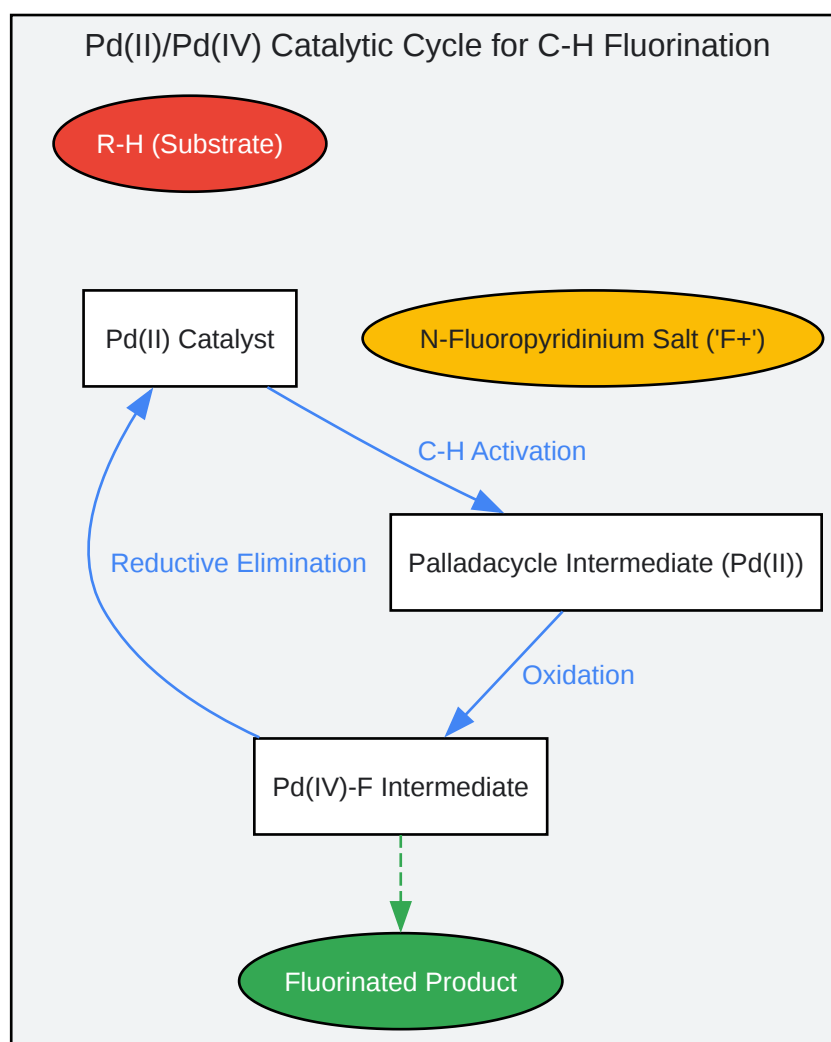 Pd(II)/Pd(IV) Catalytic Cycle for C-H Fluorination
R-H (Substrate)
Pd(II) Catalyst
N-Fluoropyridinium Salt ('F+')
C-H Activation
Reductive Elimination
Palladacycle Intermediate (Pd(II))
Oxidation
Pd(IV)-F Intermediate
Fluorinated Product